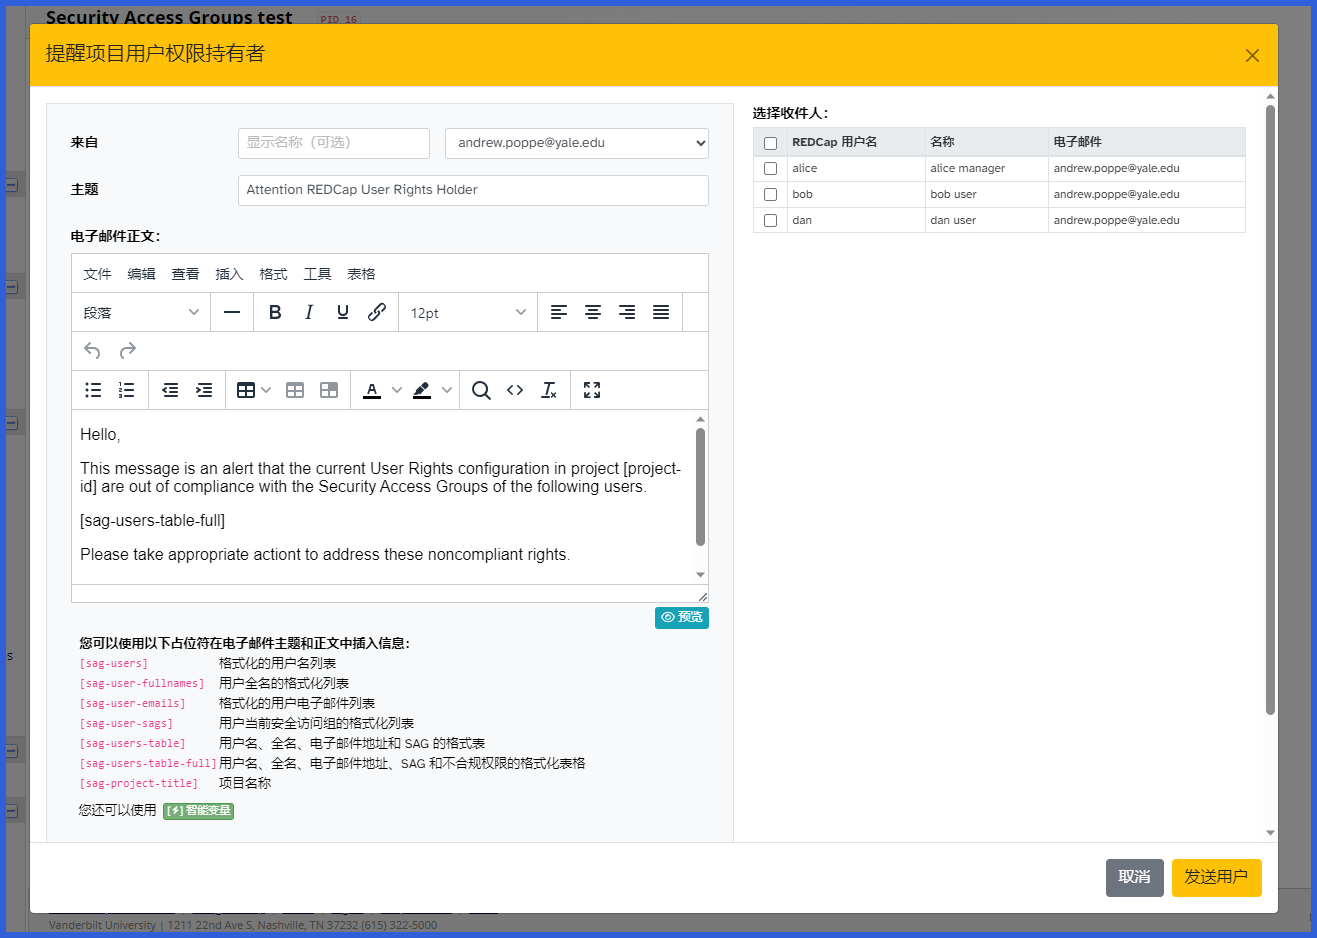 Security Access Groups test PID 16
提醒项目用户权限持有者
来自
显示名称（可选）
andrew.poppe@yale.edu
主题
Attention REDCap User Rights Holder
电子邮件正文：
文件 编辑 查看 插入 格式 工具 表格
段落
B I U
12pt
Hello,
This message is an alert that the current User Rights configuration in project [project-
id] are out of compliance with the Security Access Groups of the following users.
[sag-users-table-full]
Please take appropriate actiont to address these noncompliant rights.
预览
您可以使用以下占位符在电子邮件主题和正文中插入信息：
[sag-users] 格式化的用户名列表
[sag-user-fullnames] 用户全名的格式化列表
[sag-user-emails] 格式化的用户电子邮件列表
[sag-user-sags] 用户当前安全访问组的格式化列表
[sag-users-table] 用户名、全名、电子邮件地址和 SAG 的格式表
[sag-users-table-full] 用户名、全名、电子邮件地址、SAG 和不合规权限的格式化表格
[sag-project-title] 项目名称
您还可以使用 [⚡] 智能变量
选择收件人：
REDCap 用户名 名称 电子邮件
alice alice manager andrew.poppe@yale.edu
bob bob user andrew.poppe@yale.edu
dan dan user andrew.poppe@yale.edu
取消 发送用户
Vanderbilt University | 1211 22nd Ave S, Nashville, TN 37232 (615) 322-5000